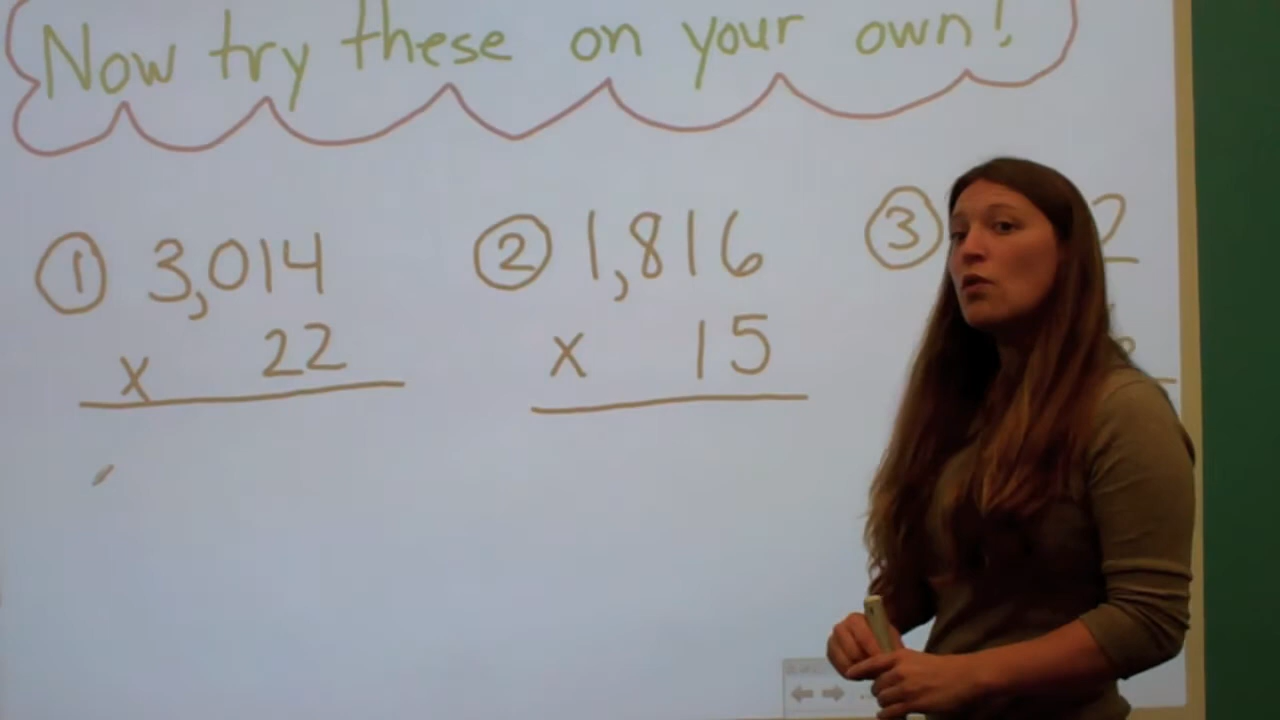 Now try these on your own!
① 3,014
x 22
② 1,816
x 15
③